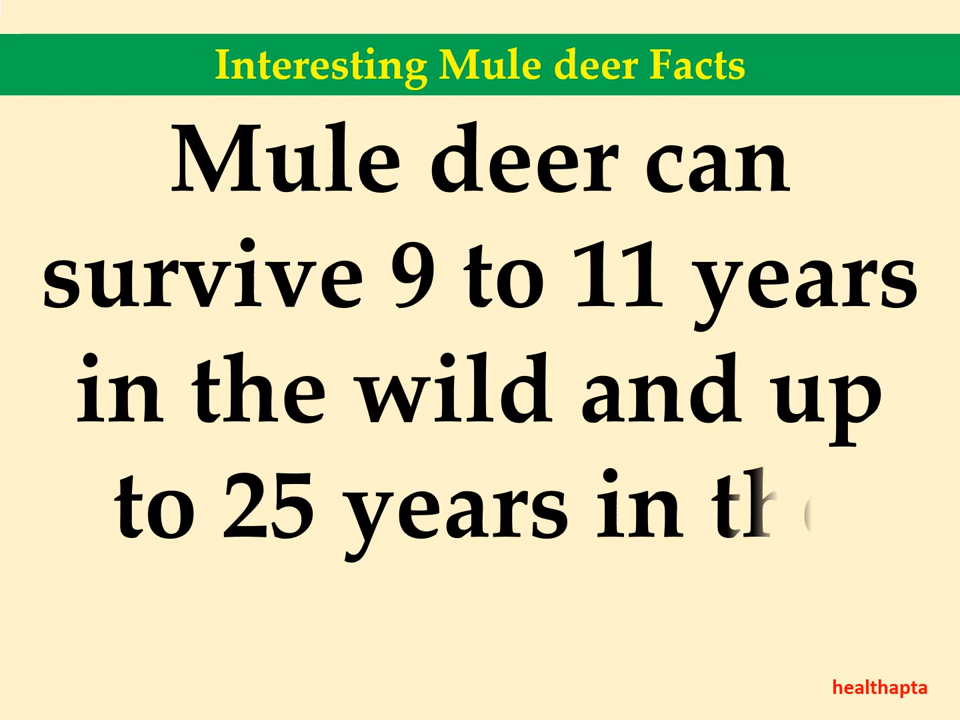 Interesting Mule deer Facts
Mule deer can
survive 9 to 11 years
in the wild and up
to 25 years in the
healthapta